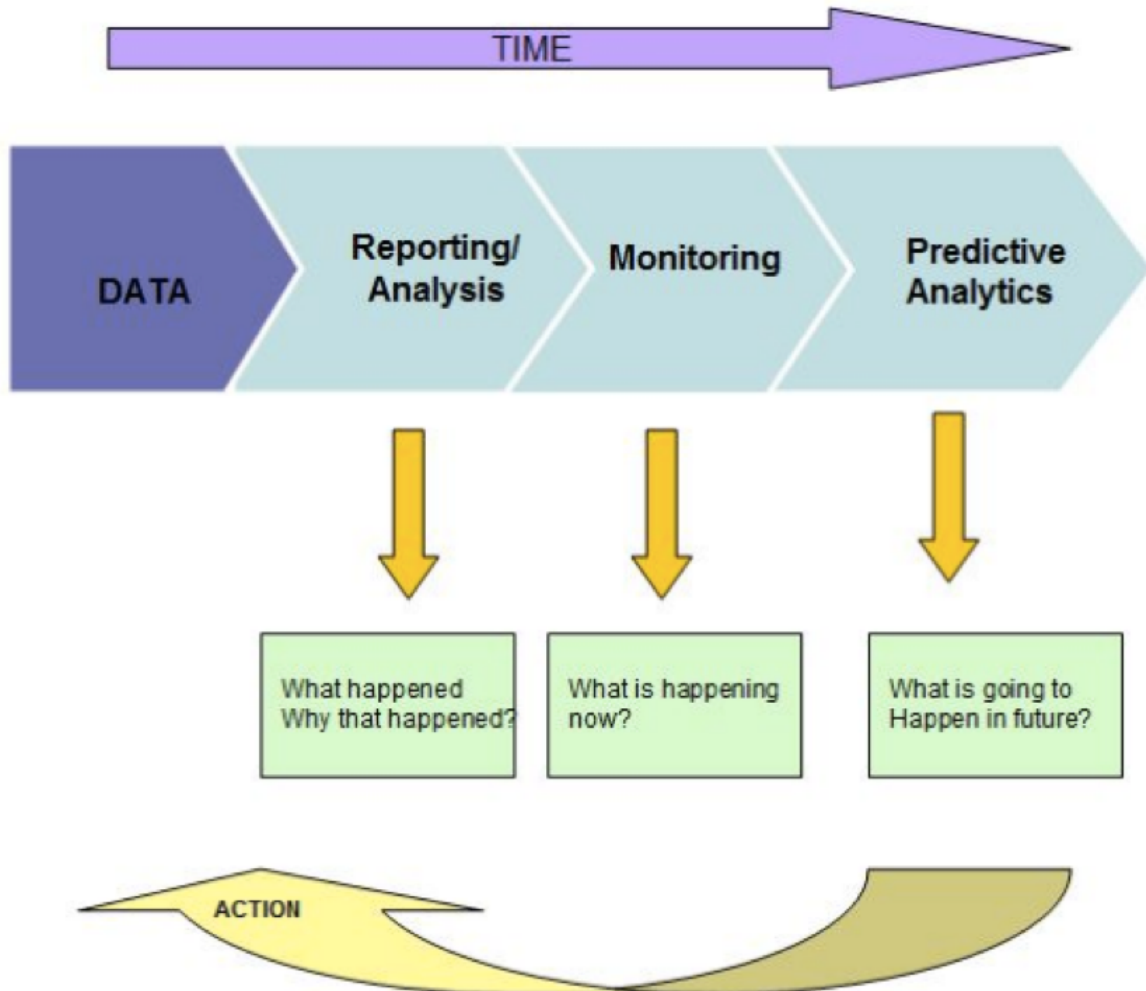 TIME
DATA
Reporting/
Analysis
Monitoring
Predictive
Analytics
What happened
Why that happened?
What is happening
now?
What is going to
Happen in future?
ACTION